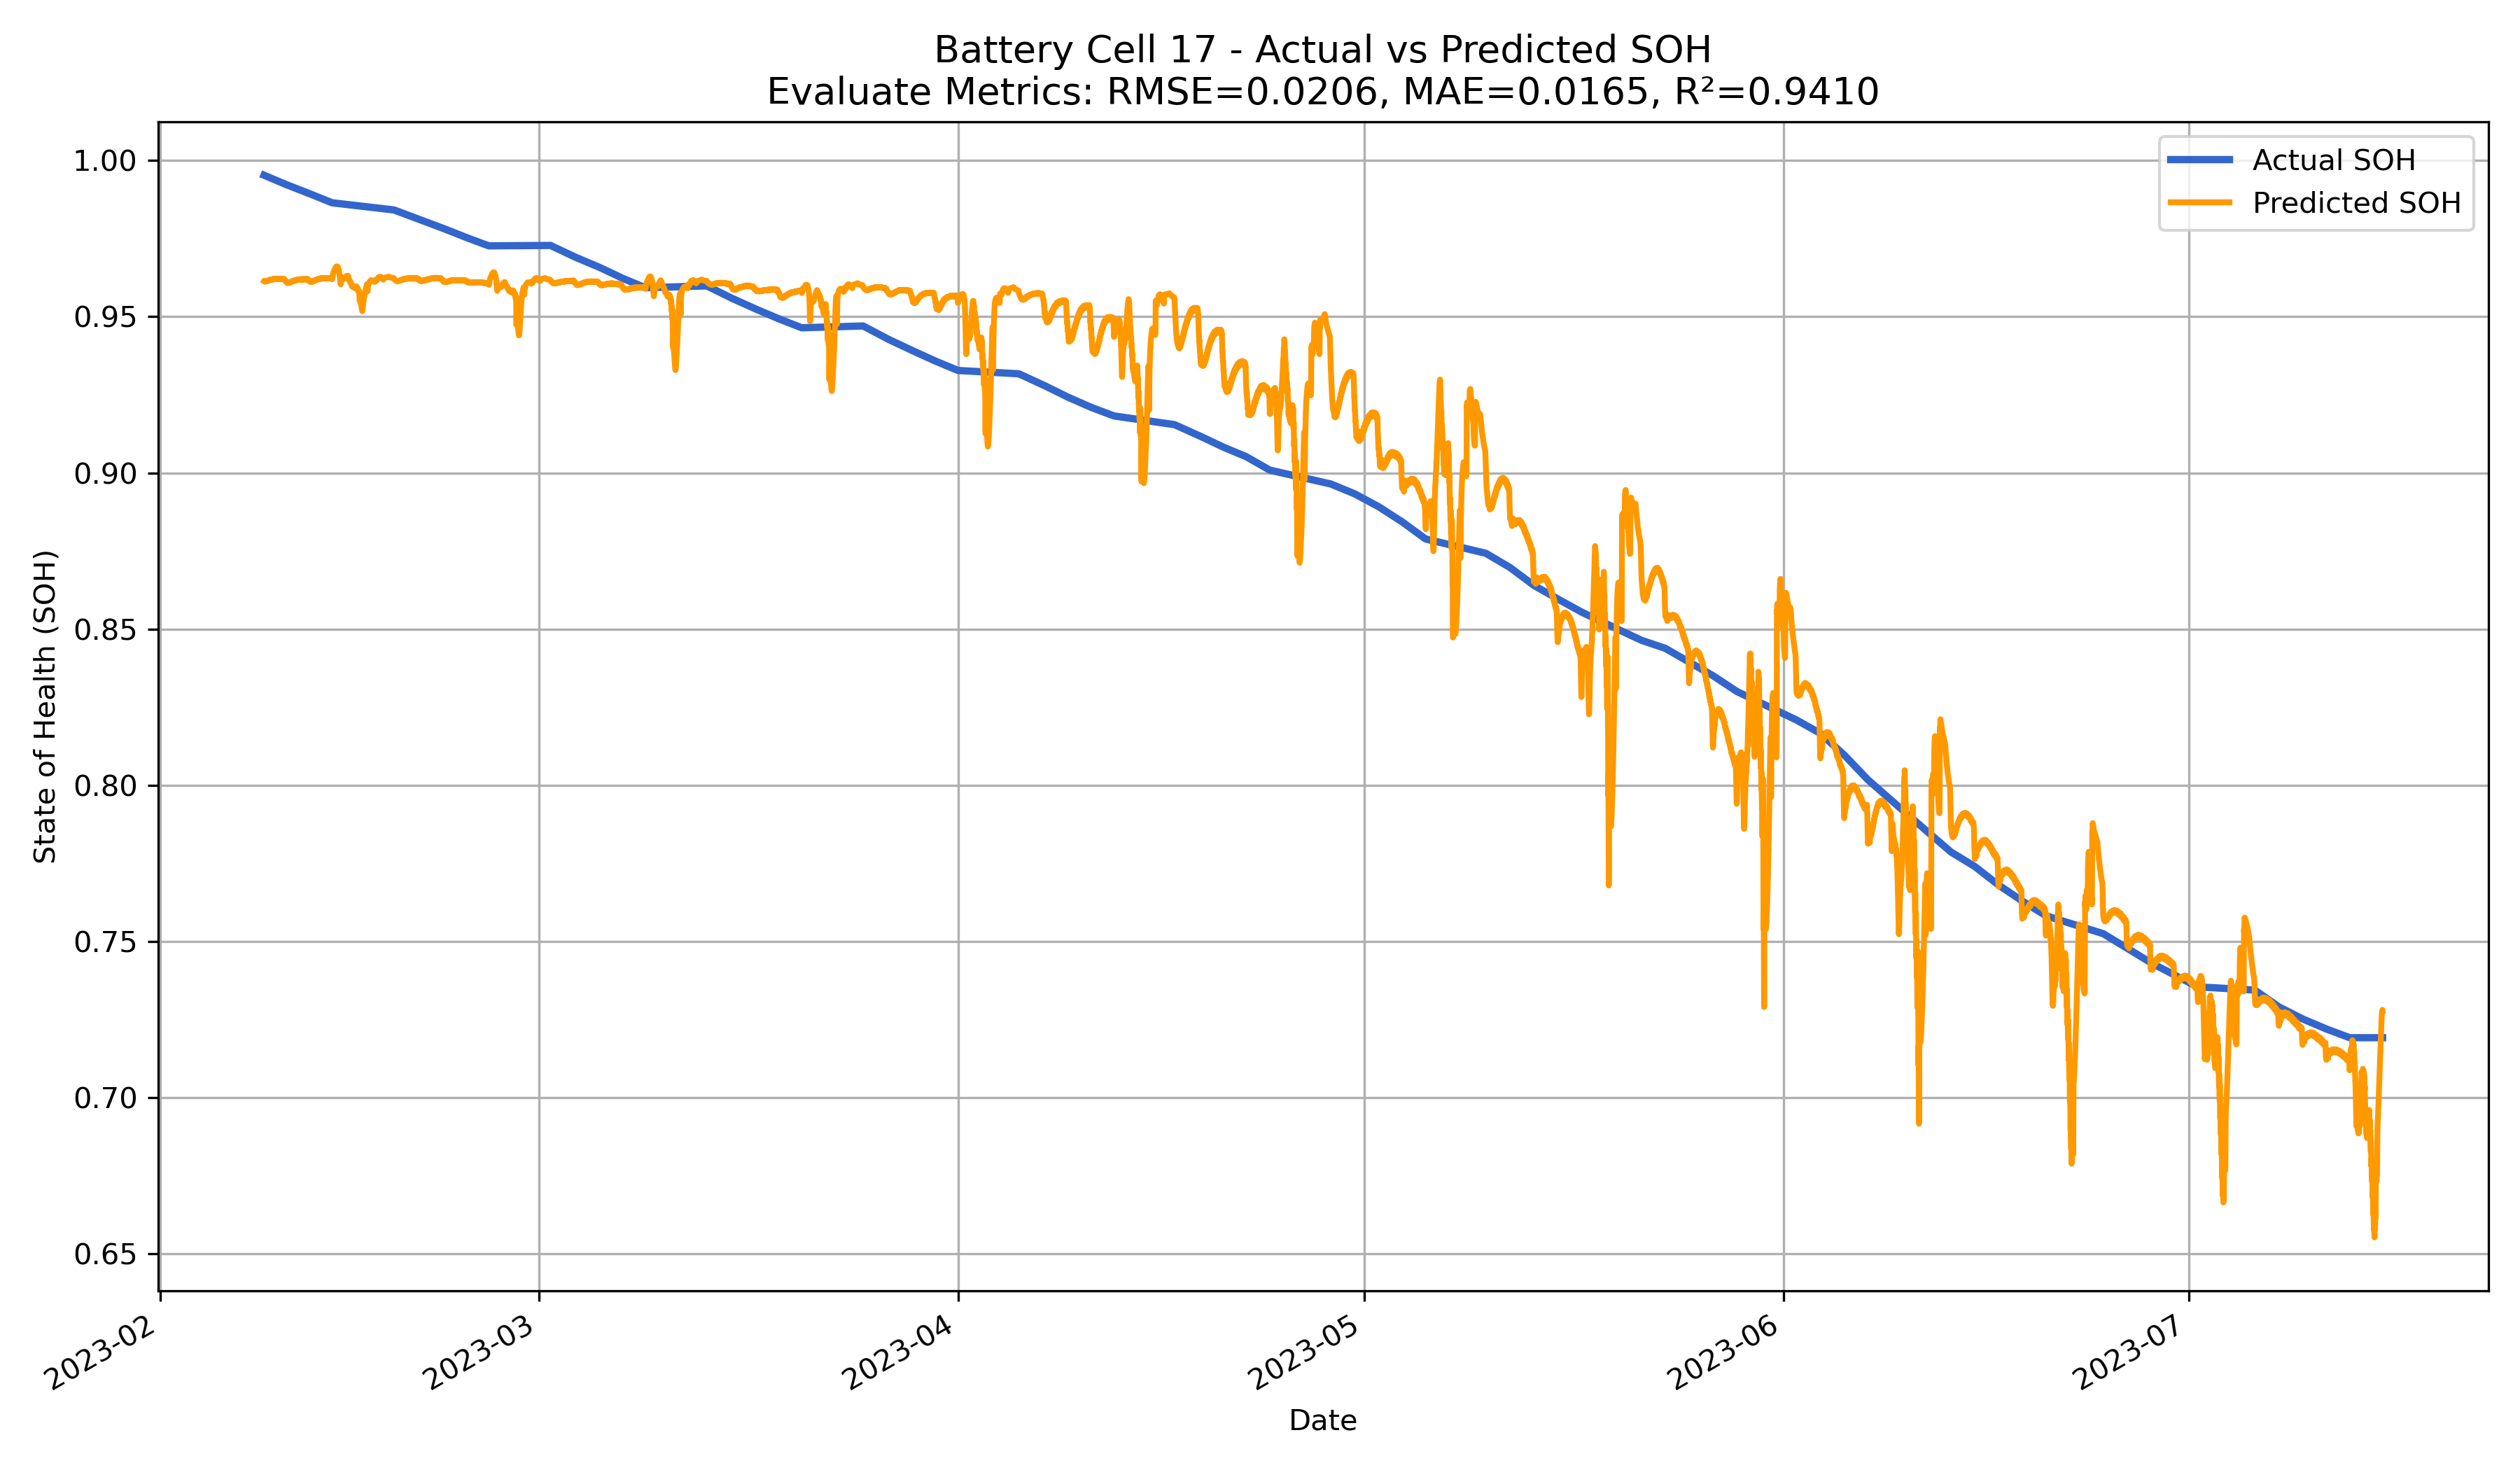 Battery Cell 17 - Actual vs Predicted SOH
Evaluate Metrics: RMSE=0.0206, MAE=0.0165, R²=0.9410
Actual SOH
Predicted SOH
State of Health (SOH)
1.00
0.95
0.90
0.85
0.80
0.75
0.70
0.65
2023-02
2023-03
2023-04
2023-05
2023-06
2023-07
Date